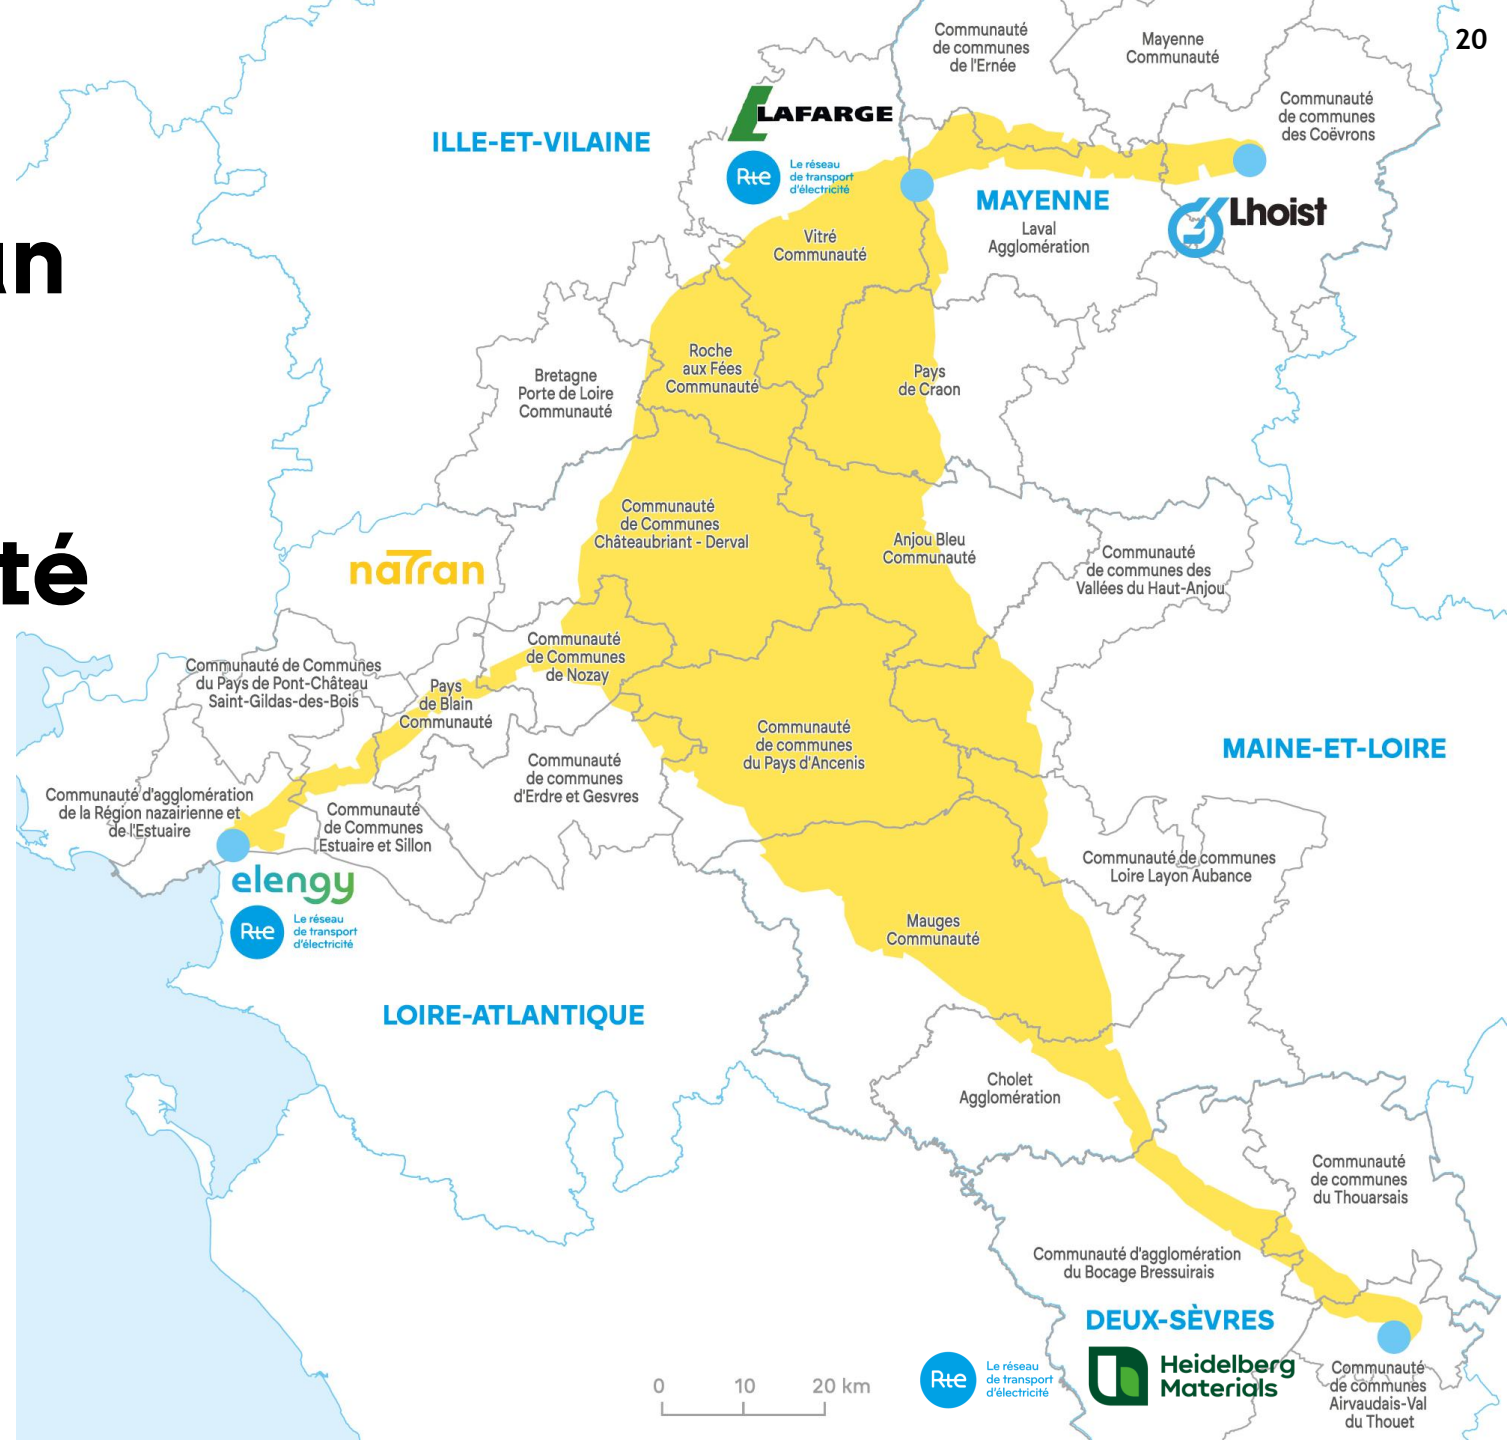 20
Communauté
de communes
de l'Ernée
Mayenne
Communauté
Communauté
de communes
des Coëvrons
LAFARGE
ILLE-ET-VILAINE
Rte
Le réseau
de transport
d'électricité
MAYENNE
Laval
Agglomération
Lhoist
Vitré
Communauté
an
Roche
aux Fées
Communauté
Bretagne
Porte de Loire
Communauté
Pays
de Craon
Communauté
de Communes
Châteaubriant - Derval
Anjou Bleu
Communauté
Communauté
de communes des
Vallées du Haut-Anjou
naTran
té
Communauté
de Communes
de Nozay
Communauté de Communes
du Pays de Pont-Château
Saint-Gildas-des-Bois
Pays
de Blain
Communauté
Communauté
de communes
du Pays d'Ancenis
MAINE-ET-LOIRE
Communauté
de communes
d'Erdre et Gesvres
Communauté d'agglomération
de la Région nazairienne et
de l'Estuaire
Communauté
de Communes
Estuaire et Sillon
Communauté de communes
Loire Layon Aubance
elengy
Rte
Le réseau
de transport
d'électricité
Mauges
Communauté
LOIRE-ATLANTIQUE
Cholet
Agglomération
Communauté
de communes
du Thouarsais
Communauté d'agglomération
du Bocage Bressuirais
DEUX-SÈVRES
Rte
Le réseau
de transport
d'électricité
Heidelberg
Materials
Communauté
de communes
Airvaudais-Val
du Thouet
0 10 20 km